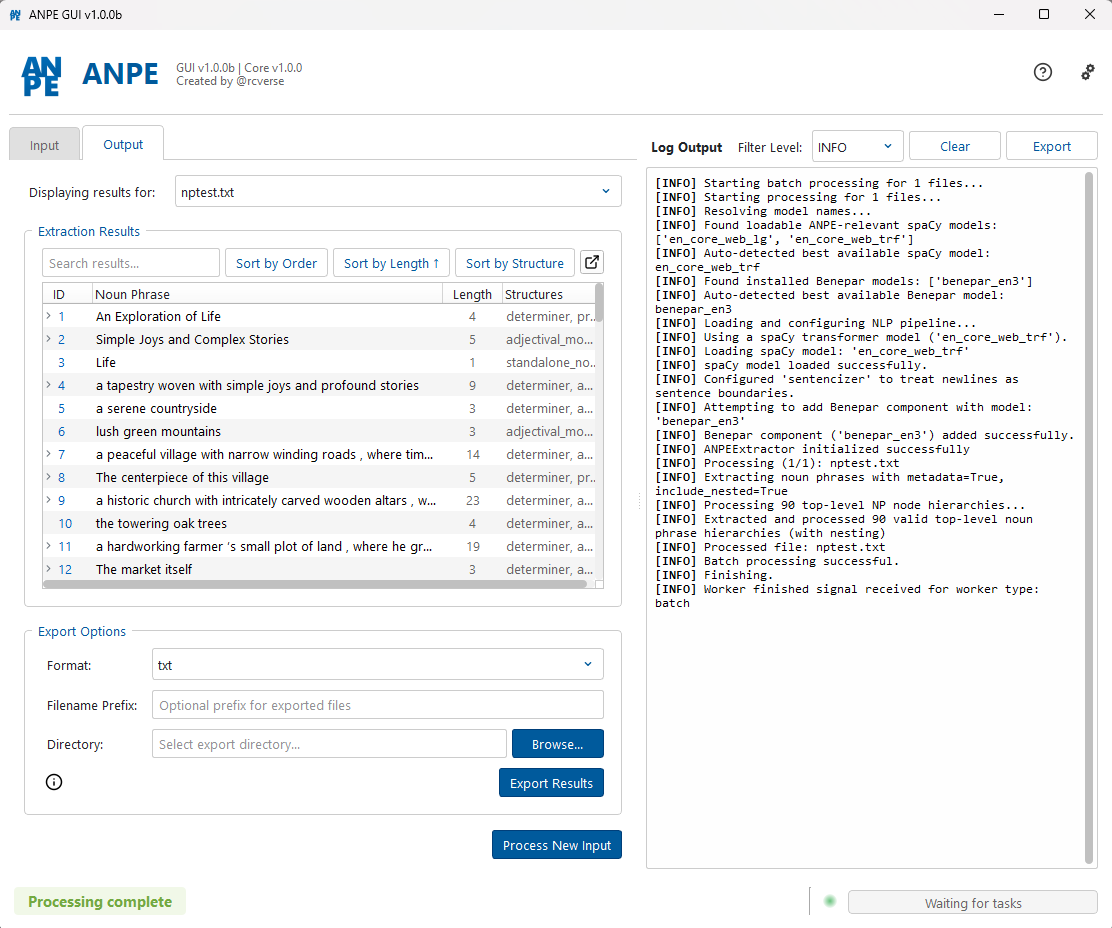 ANPE GUI v1.0.0b
AN
PE
ANPE
GUI v1.0.0b | Core v1.0.0
Created by @rcverse
Input
Output
Displaying results for:
nptest.txt
Extraction Results
Search results...
Sort by Order
Sort by Length ↑
Sort by Structure
ID Noun Phrase Length Structures
1 An Exploration of Life 4 determiner, pr...
2 Simple Joys and Complex Stories 5 adjectival_mo...
3 Life 1 standalone_no...
4 a tapestry woven with simple joys and profound stories 9 determiner, a...
5 a serene countryside 3 determiner, a...
6 lush green mountains 3 adjectival_mo...
7 a peaceful village with narrow winding roads , where tim... 14 determiner, a...
8 The centerpiece of this village 5 determiner, pr...
9 a historic church with intricately carved wooden altars , w... 23 determiner, a...
10 the towering oak trees 4 determiner, a...
11 a hardworking farmer ‘s small plot of land , where he gr... 19 determiner, a...
12 The market itself 3 determiner, a...
Export Options
Format:
txt
Filename Prefix:
Optional prefix for exported files
Directory:
Select export directory...
Browse...
Export Results
Process New Input
Log Output
Filter Level:
INFO
Clear
Export
[INFO] Starting batch processing for 1 files...
[INFO] Starting processing for 1 files...
[INFO] Resolving model names...
[INFO] Found loadable ANPE-relevant spaCy models:
['en_core_web_lg', 'en_core_web_trf']
[INFO] Auto-detected best available spaCy model:
en_core_web_trf
[INFO] Found installed Benepar models: ['benepar_en3']
[INFO] Auto-detected best available Benepar model:
benepar_en3
[INFO] Loading and configuring NLP pipeline...
[INFO] Using a spaCy transformer model ('en_core_web_trf').
[INFO] Loading spaCy model: 'en_core_web_trf'
[INFO] spaCy model loaded successfully.
[INFO] Configured 'sentencizer' to treat newlines as
sentence boundaries.
[INFO] Attempting to add Benepar component with model:
'benepar_en3'
[INFO] Benepar component ('benepar_en3') added successfully.
[INFO] ANPEExtractor initialized successfully
[INFO] Processing (1/1): nptest.txt
[INFO] Extracting noun phrases with metadata=True,
include_nested=True
[INFO] Processing 90 top-level NP node hierarchies...
[INFO] Extracted and processed 90 valid top-level noun
phrase hierarchies (with nesting)
[INFO] Processed file: nptest.txt
[INFO] Batch processing successful.
[INFO] Finishing.
[INFO] Worker finished signal received for worker type:
batch
Processing complete
Waiting for tasks